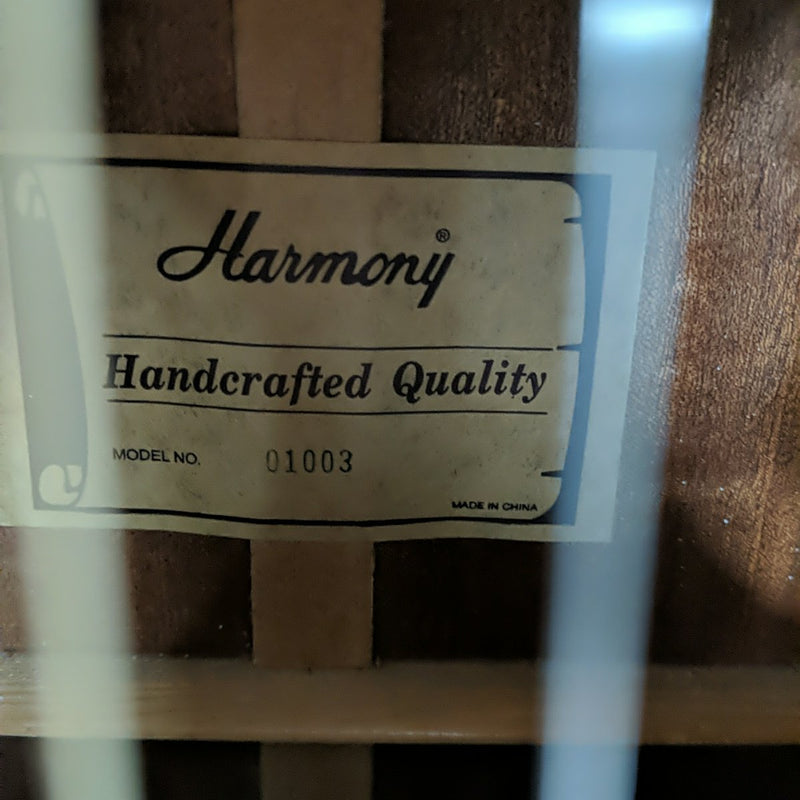 Harmony®
Handcrafted Quality
MODEL NO. 01003
MADE IN CHINA